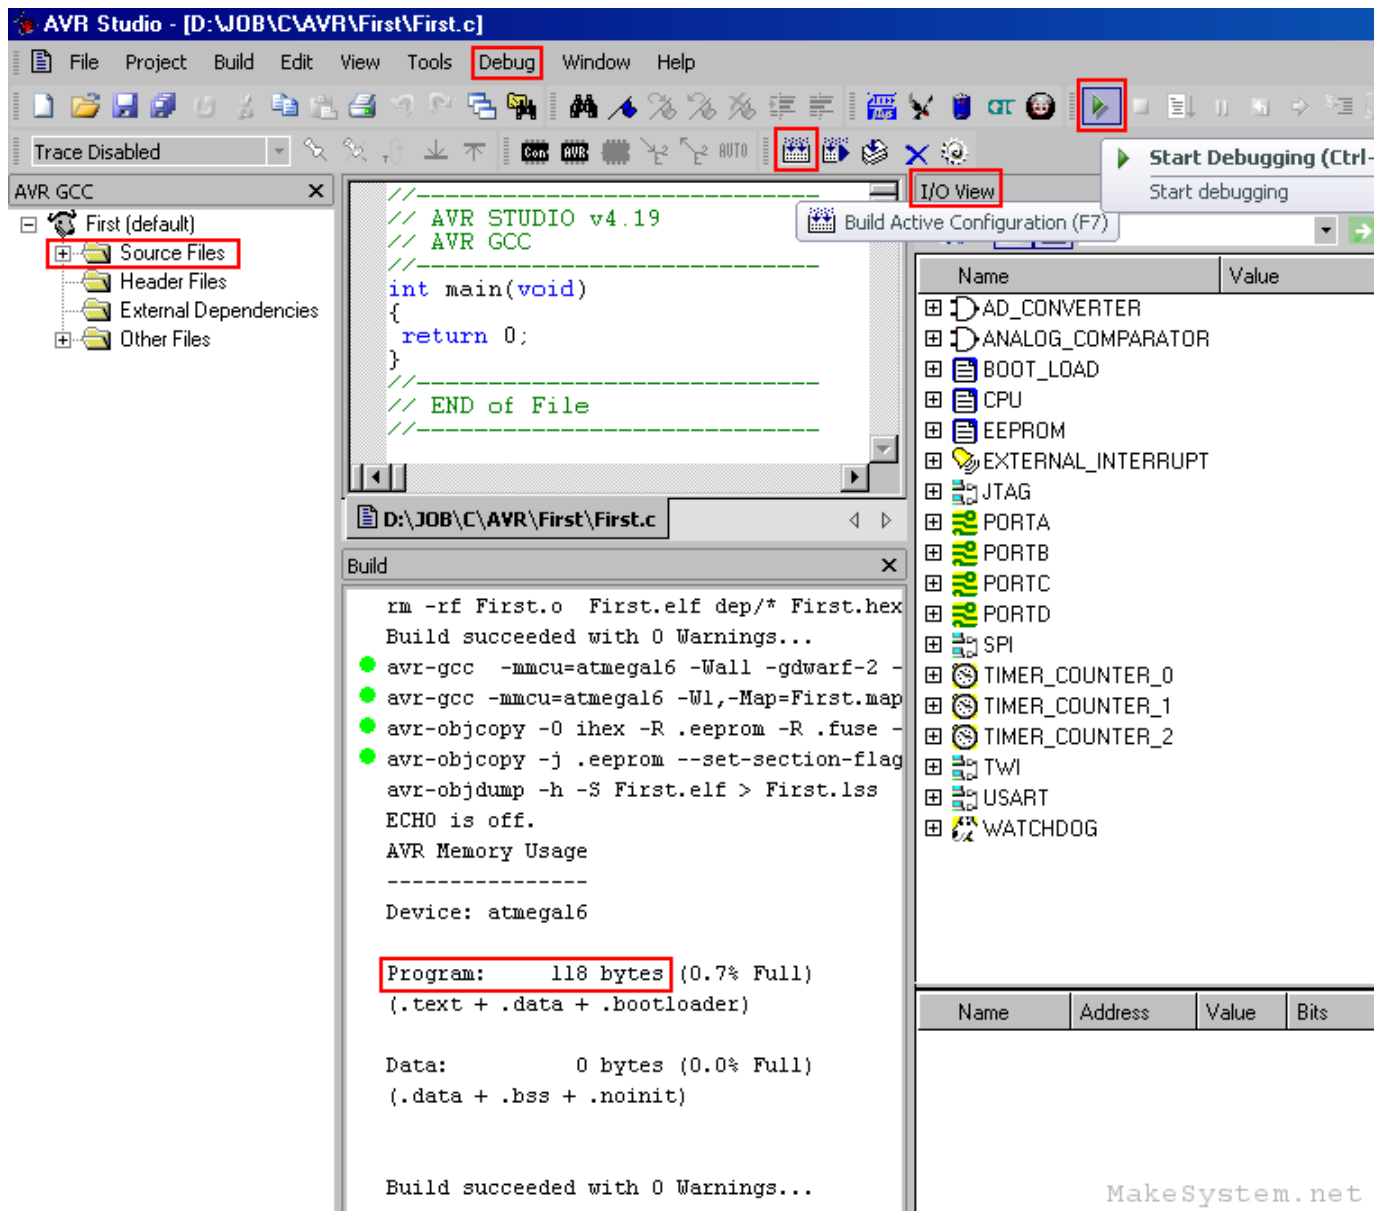 AVR Studio - [D:\JOB\C\AVR\First\First.c]
File Project Build Edit View Tools Debug Window Help
Trace Disabled
Con AVR AUTO
Start Debugging (Ctrl-
Start debugging
AVR GCC
First (default)
Source Files
Header Files
External Dependencies
Other Files
//----------------------------
// AVR STUDIO v4.19
// AVR GCC
//----------------------------
int main(void)
{
return 0;
}
//----------------------------
// END of File
//----------------------------
D:\JOB\C\AVR\First\First.c
I/O View
Build Active Configuration (F7)
Name Value
AD_CONVERTER
ANALOG_COMPARATOR
BOOT_LOAD
CPU
EEPROM
EXTERNAL_INTERRUPT
JTAG
PORTA
PORTB
PORTC
PORTD
SPI
TIMER_COUNTER_0
TIMER_COUNTER_1
TIMER_COUNTER_2
TWI
USART
WATCHDOG
Name Address Value Bits
Build
rm -rf First.o First.elf dep/* First.hex
Build succeeded with 0 Warnings...
avr-gcc -mmcu=atmega16 -Wall -gdwarf-2 -
avr-gcc -mmcu=atmega16 -Wl,-Map=First.map
avr-objcopy -O ihex -R .eeprom -R .fuse -
avr-objcopy -j .eeprom --set-section-flag
avr-objdump -h -S First.elf > First.lss
ECHO is off.
AVR Memory Usage
----------------
Device: atmega16
Program: 118 bytes (0.7% Full)
(.text + .data + .bootloader)
Data: 0 bytes (0.0% Full)
(.data + .bss + .noinit)
Build succeeded with 0 Warnings...
MakeSystem.net